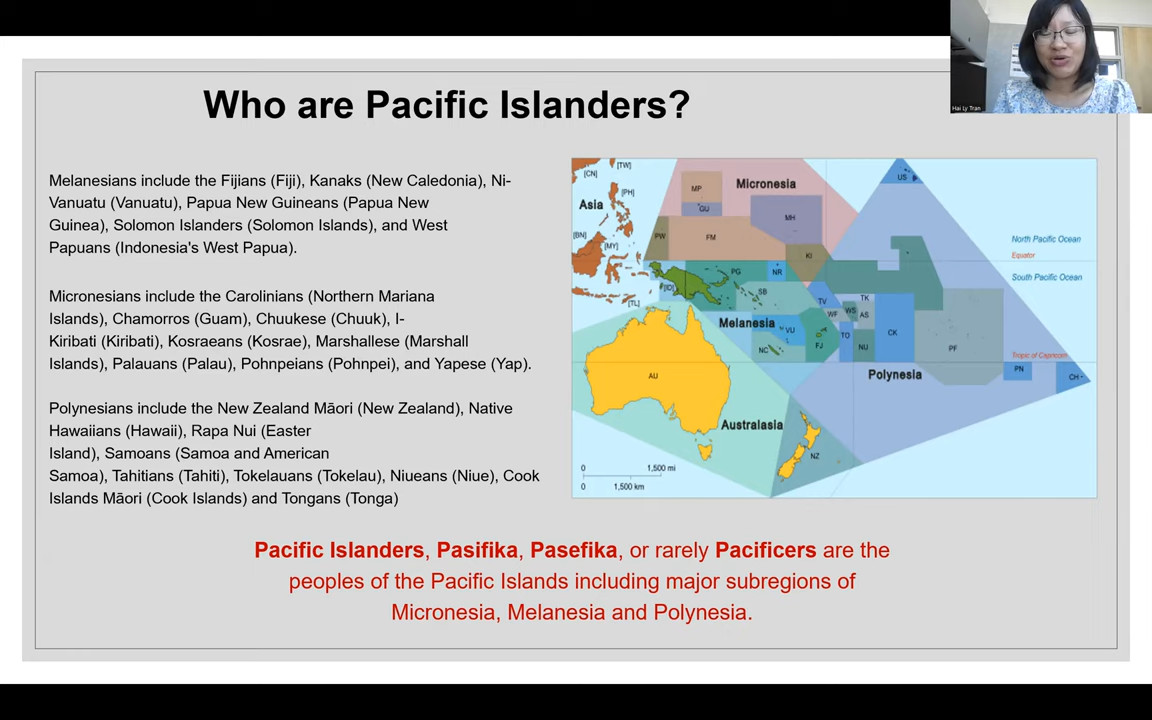 Who are Pacific Islanders?
Hai Ly Tran
Melanesians include the Fijians (Fiji), Kanaks (New Caledonia), Ni-
Vanuatu (Vanuatu), Papua New Guineans (Papua New
Guinea), Solomon Islanders (Solomon Islands), and West
Papuans (Indonesia's West Papua).
Micronesians include the Carolinians (Northern Mariana
Islands), Chamorros (Guam), Chuukese (Chuuk), I-
Kiribati (Kiribati), Kosraeans (Kosrae), Marshallese (Marshall
Islands), Palauans (Palau), Pohnpeians (Pohnpei), and Yapese (Yap).
Polynesians include the New Zealand Māori (New Zealand), Native
Hawaiians (Hawaii), Rapa Nui (Easter
Island), Samoans (Samoa and American
Samoa), Tahitians (Tahiti), Tokelauans (Tokelau), Niueans (Niue), Cook
Islands Māori (Cook Islands) and Tongans (Tonga)
[TW]
[CN]
US
Micronesia
MP
[PH]
Asia
GU
MH
[BN]
PW
FM
North Pacific Ocean
[MY]
KI
Equator
PG
NR
South Pacific Ocean
[ID]
SB
[TL]
TV
TK
WF
WS
AS
Melanesia
VU
TO
CK
NC
FJ
NU
PF
Tropic of Capricorn
PN
AU
Polynesia
CH
Australasia
NZ
0
1,500 mi
0
1,500 km
Pacific Islanders, Pasifika, Pasefika, or rarely Pacificers are the
peoples of the Pacific Islands including major subregions of
Micronesia, Melanesia and Polynesia.